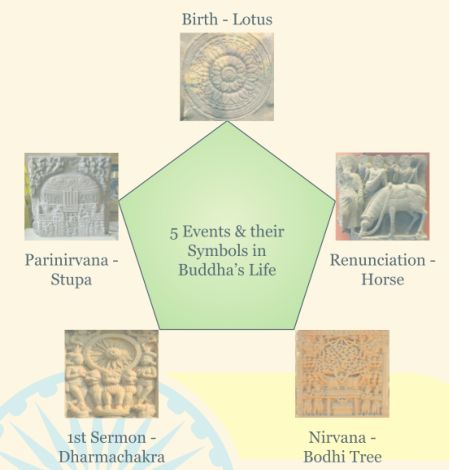 Birth - Lotus
Parinirvana -
Stupa
5 Events & their
Symbols in
Buddha's Life
Renunciation -
Horse
1st Sermon -
Dharmachakra
Nirvana -
Bodhi Tree